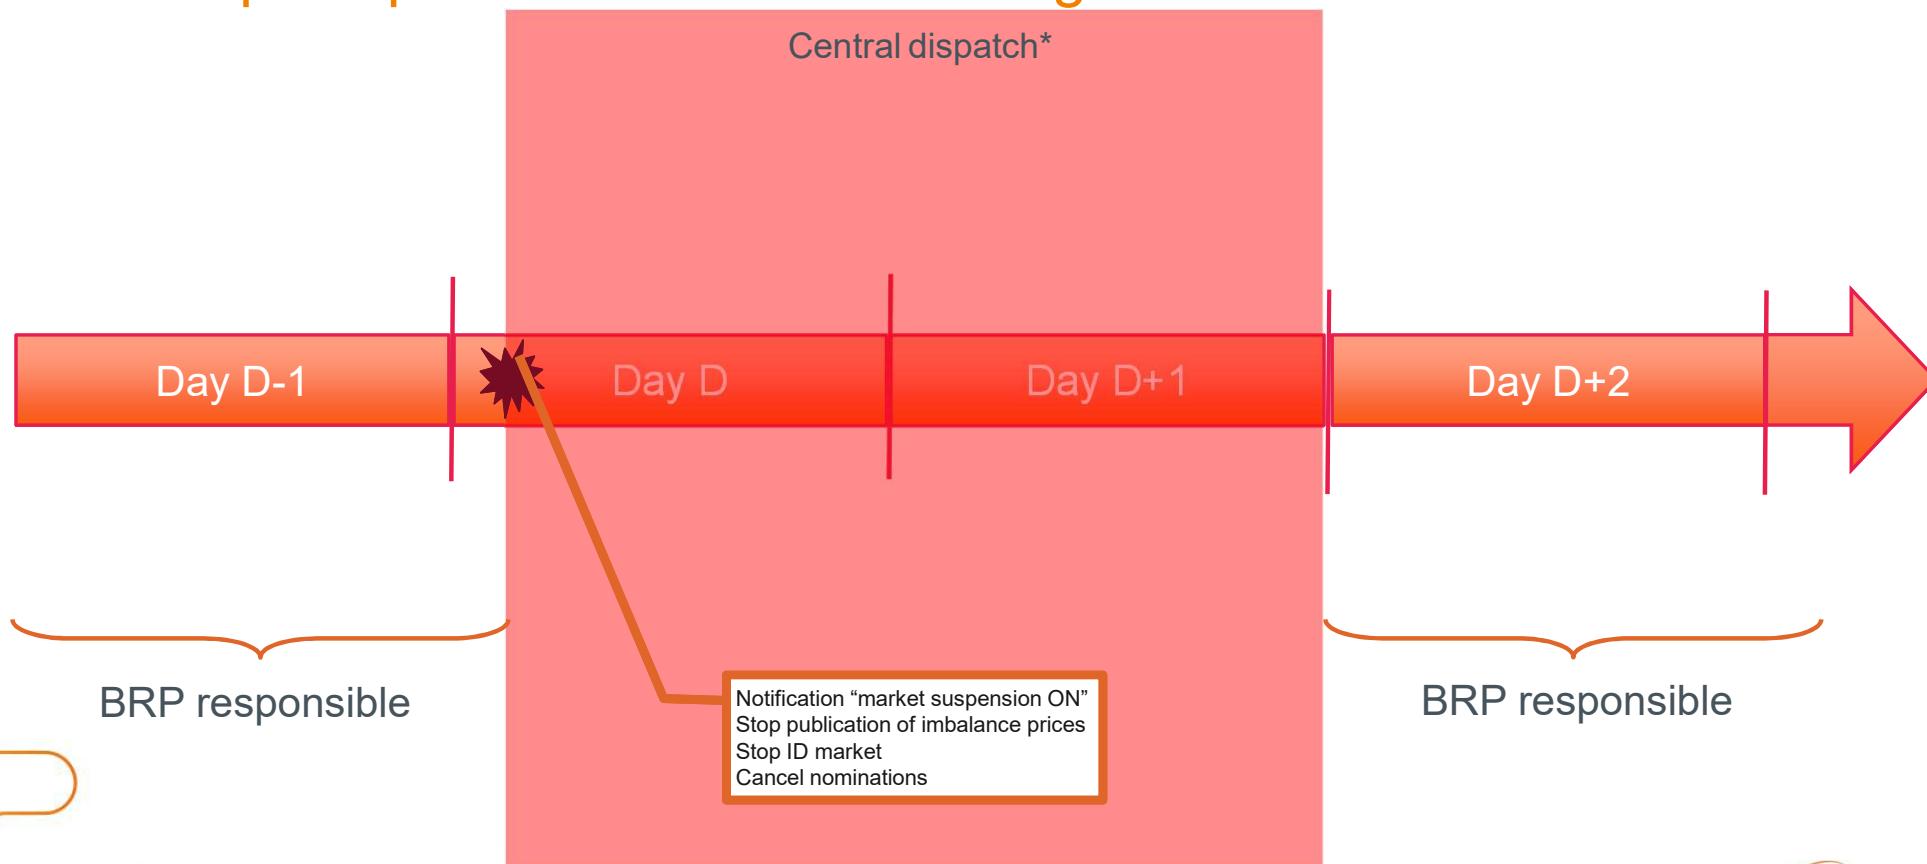 Central dispatch*
Day D-1
Day D
Day D+1
Day D+2
BRP responsible
Notification “market suspension ON”
Stop publication of imbalance prices
Stop ID market
Cancel nominations
BRP responsible